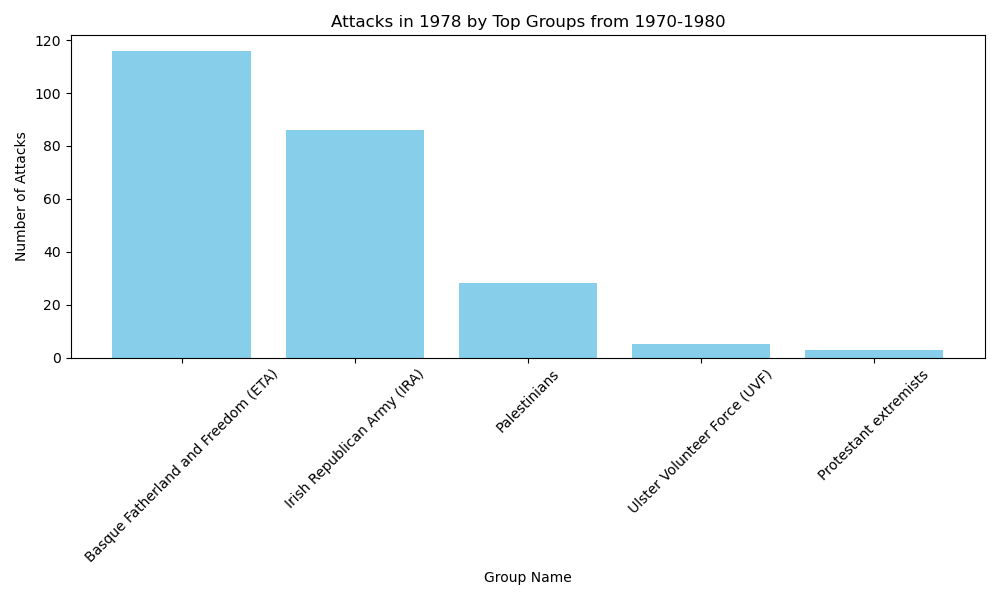 Attacks in 1978 by Top Groups from 1970-1980
Number of Attacks
120
100
80
60
40
20
0
Basque Fatherland and Freedom (ETA)
Irish Republican Army (IRA)
Palestinians
Ulster Volunteer Force (UVF)
Protestant extremists
Group Name